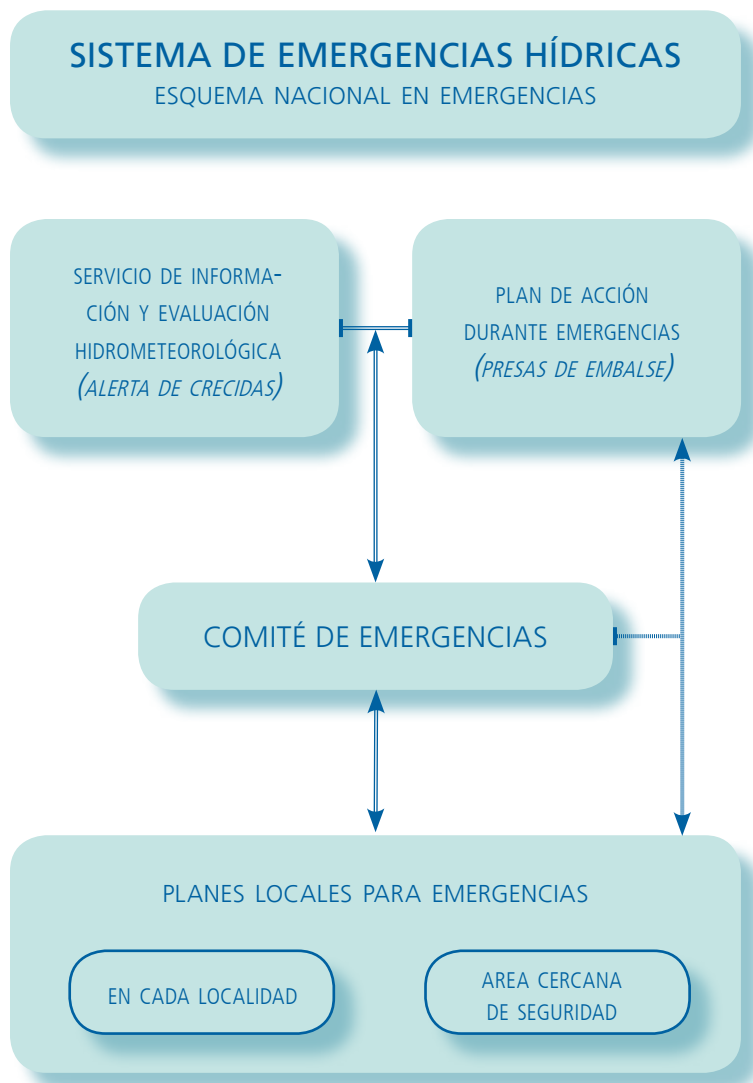 SISTEMA DE EMERGENCIAS HÍDRICAS
ESQUEMA NACIONAL EN EMERGENCIAS
SERVICIO DE INFORMA-
CIÓN Y EVALUACIÓN
HIDROMETEOROLÓGICA
(ALERTA DE CRECIDAS)
PLAN DE ACCIÓN
DURANTE EMERGENCIAS
(PRESAS DE EMBALSE)
COMITÉ DE EMERGENCIAS
PLANES LOCALES PARA EMERGENCIAS
EN CADA LOCALIDAD
AREA CERCANA
DE SEGURIDAD